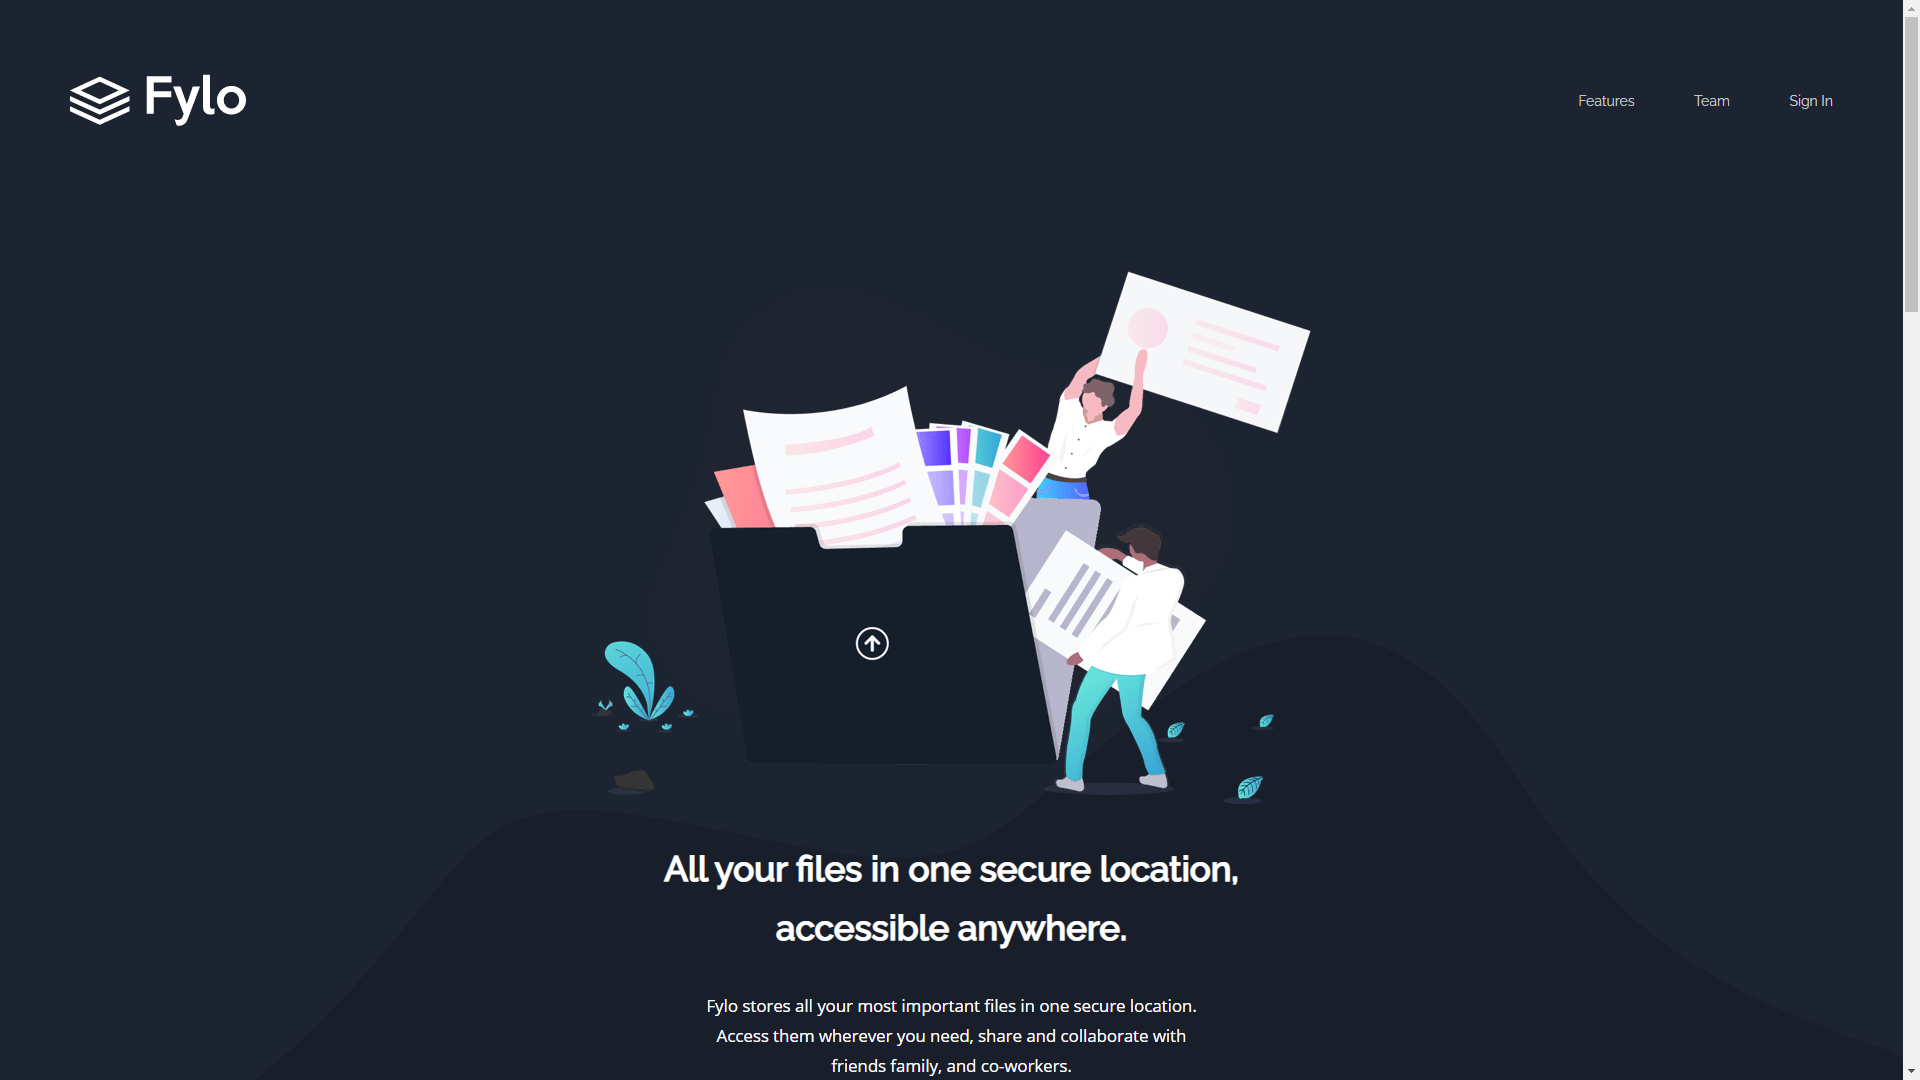 Fylo
Features
Team
Sign In
All your files in one secure location,
accessible anywhere.
Fylo stores all your most important files in one secure location.
Access them wherever you need, share and collaborate with
friends family, and co-workers.